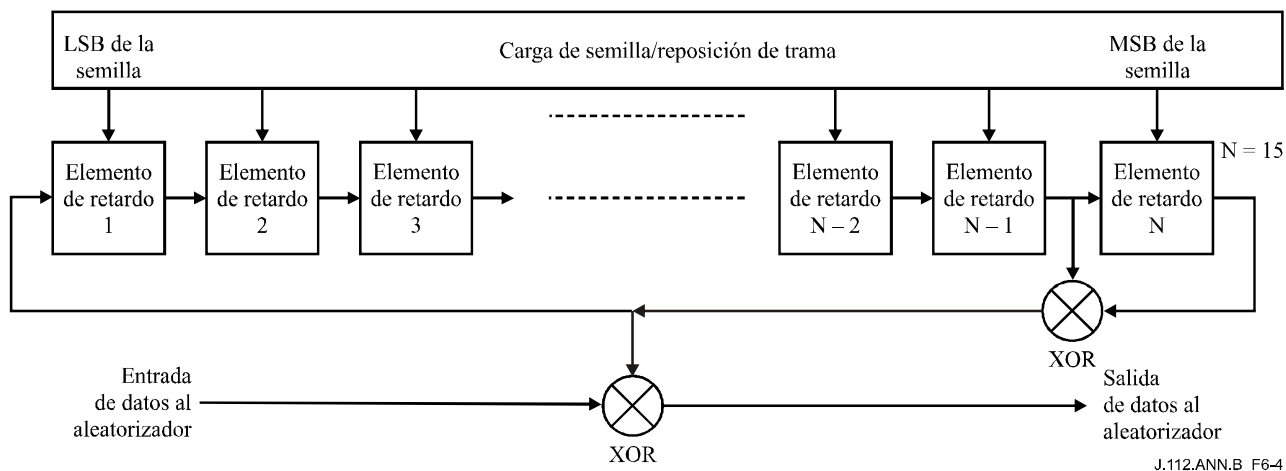 LSB de la
semilla
Carga de semilla/reposición de trama
MSB de la
semilla
Elemento
de retardo
1
Elemento
de retardo
2
Elemento
de retardo
3
Elemento
de retardo
N – 2
Elemento
de retardo
N – 1
Elemento
de retardo
N
N = 15
XOR
Entrada
de datos al
aleatorizador
XOR
Salida
de datos al
aleatorizador
J.112.ANN.B_F6-4